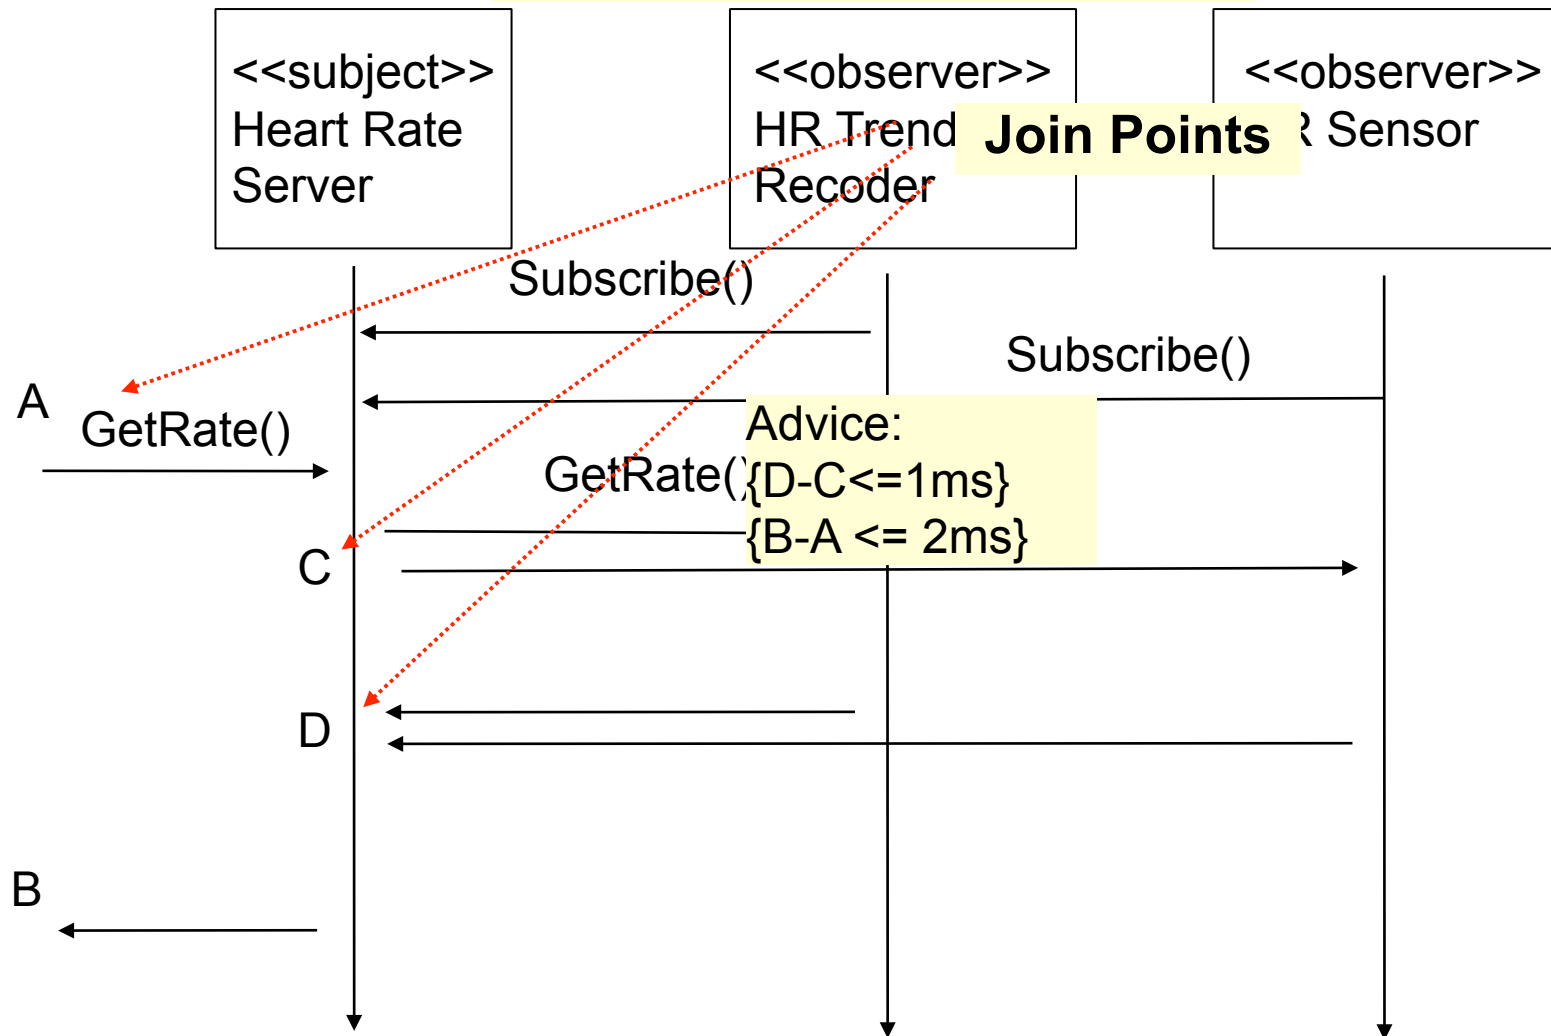 <<subject>>
Heart Rate
Server
<<observer>>
HR Trend
Recoder
<<observer>>
R Sensor
Join Points
Subscribe()
Subscribe()
A
GetRate()
GetRate()
Advice:
{D-C<=1ms}
{B-A <= 2ms}
C
D
B